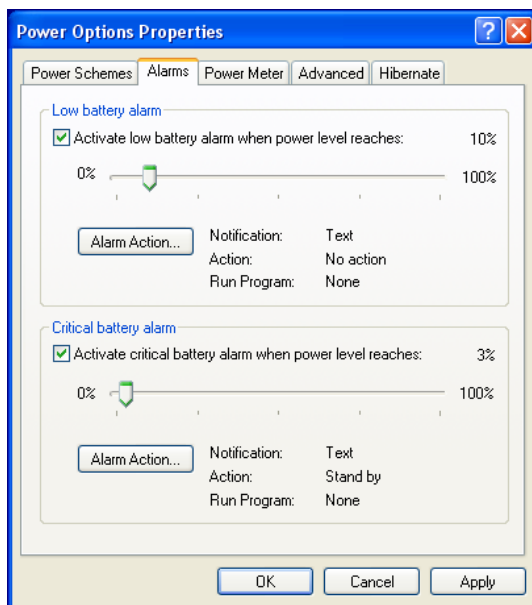 Power Options Properties
Power Schemes Alarms Power Meter Advanced Hibernate
Low battery alarm
Activate low battery alarm when power level reaches: 10%
0% 100%
Alarm Action... Notification: Text
Action: No action
Run Program: None
Critical battery alarm
Activate critical battery alarm when power level reaches: 3%
0% 100%
Alarm Action... Notification: Text
Action: Stand by
Run Program: None
OK Cancel Apply